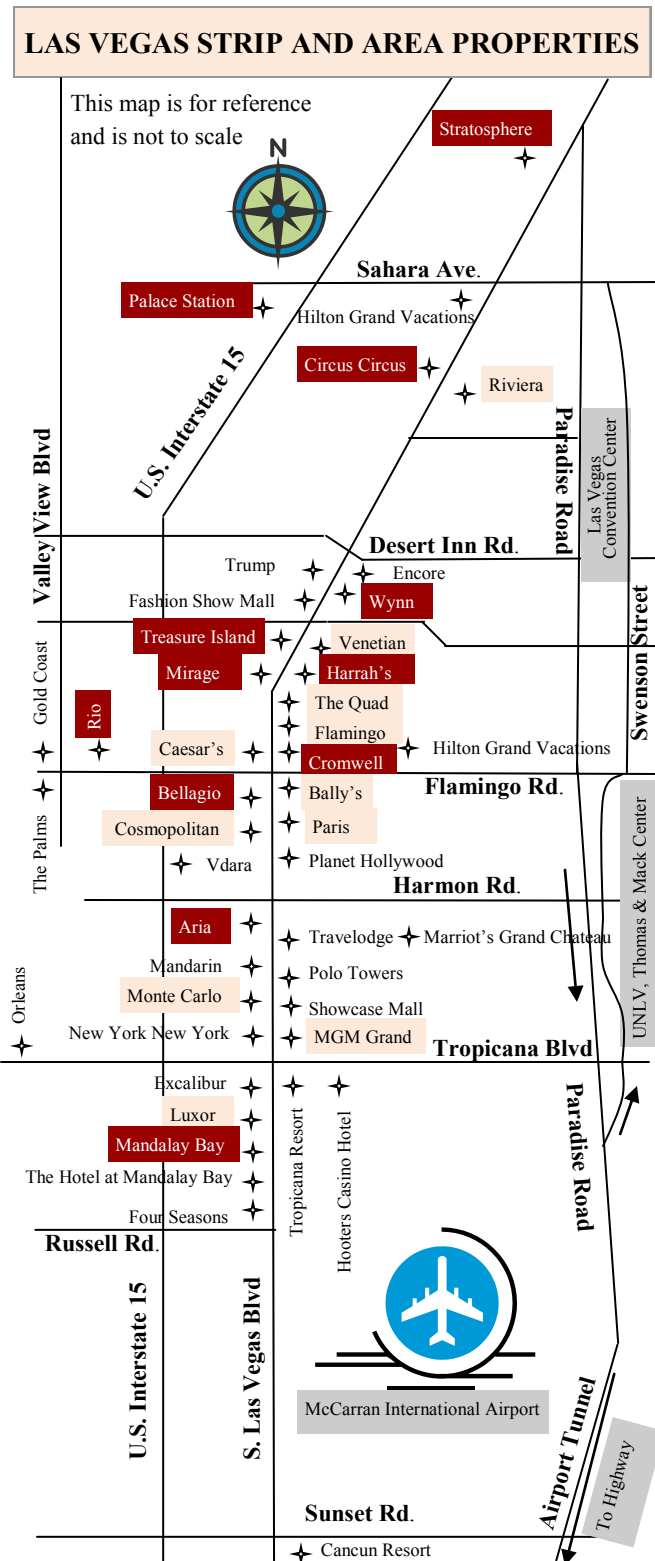 LAS VEGAS STRIP AND AREA PROPERTIES
This map is for reference
and is not to scale
N
Stratosphere
Sahara Ave.
Palace Station
Hilton Grand Vacations
U.S. Interstate 15
Circus Circus
Riviera
Paradise Road
Las Vegas
Convention Center
Valley View Blvd
Desert Inn Rd.
Trump
Encore
Fashion Show Mall
Wynn
Swenson Street
Treasure Island
Venetian
Mirage
Harrah's
Gold Coast
Rio
The Quad
Flamingo
Caesar's
Hilton Grand Vacations
Cromwell
Flamingo Rd.
The Palms
Bellagio
Bally's
Cosmopolitan
Paris
Vdara
Planet Hollywood
Harmon Rd.
UNLV, Thomas & Mack Center
Aria
Travelodge
Marriot's Grand Chateau
Mandarin
Polo Towers
Monte Carlo
Showcase Mall
Orleans
New York New York
MGM Grand
Tropicana Blvd
Excalibur
Luxor
Mandalay Bay
The Hotel at Mandalay Bay
Four Seasons
Tropicana Resort
Hooters Casino Hotel
Paradise Road
Russell Rd.
U.S. Interstate 15
S. Las Vegas Blvd
McCarran International Airport
Airport Tunnel
To Highway
Sunset Rd.
Cancun Resort